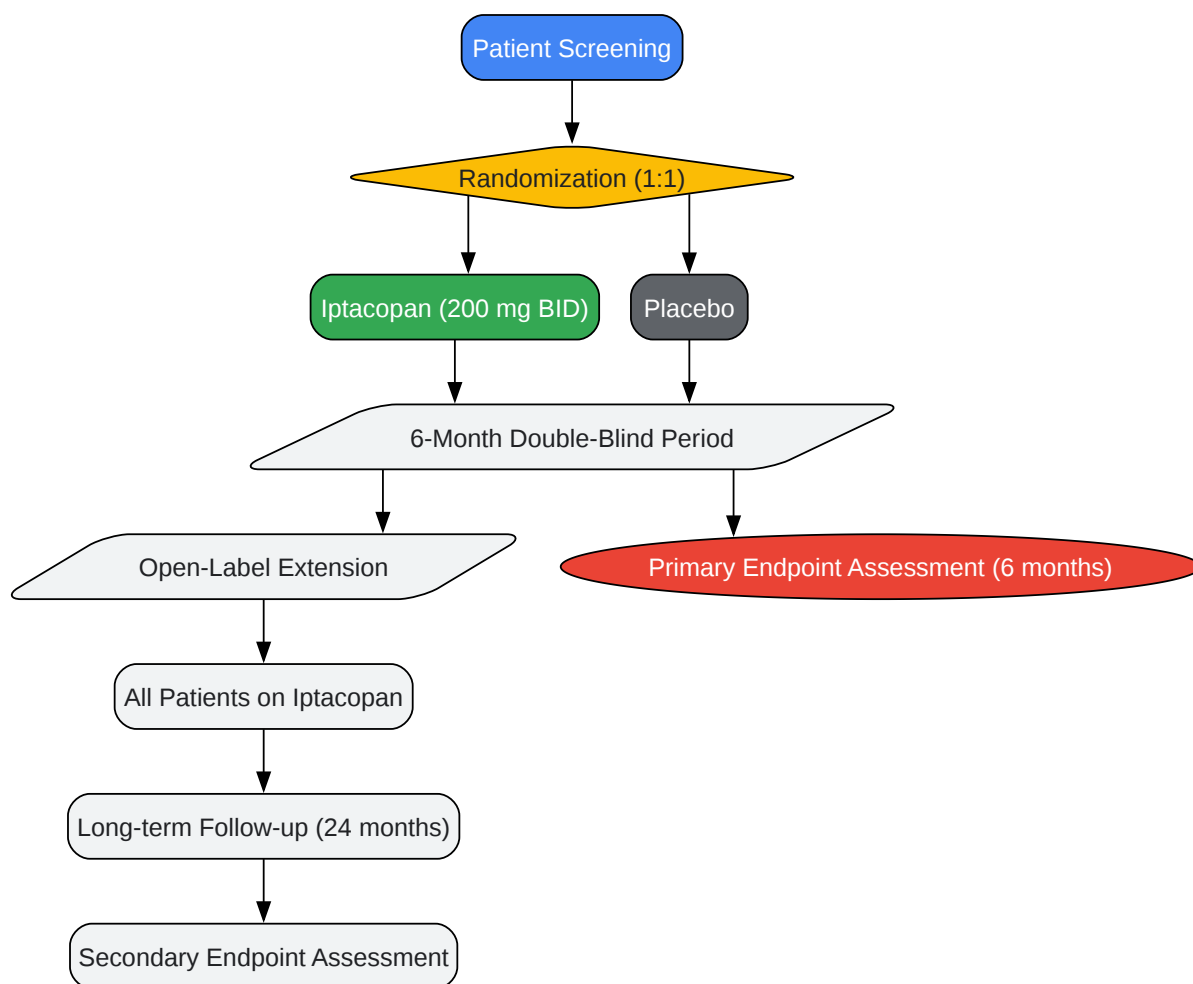 Patient Screening
Randomization (1:1)
Iptacopan (200 mg BID)
Placebo
6-Month Double-Blind Period
Open-Label Extension
Primary Endpoint Assessment (6 months)
All Patients on Iptacopan
Long-term Follow-up (24 months)
Secondary Endpoint Assessment